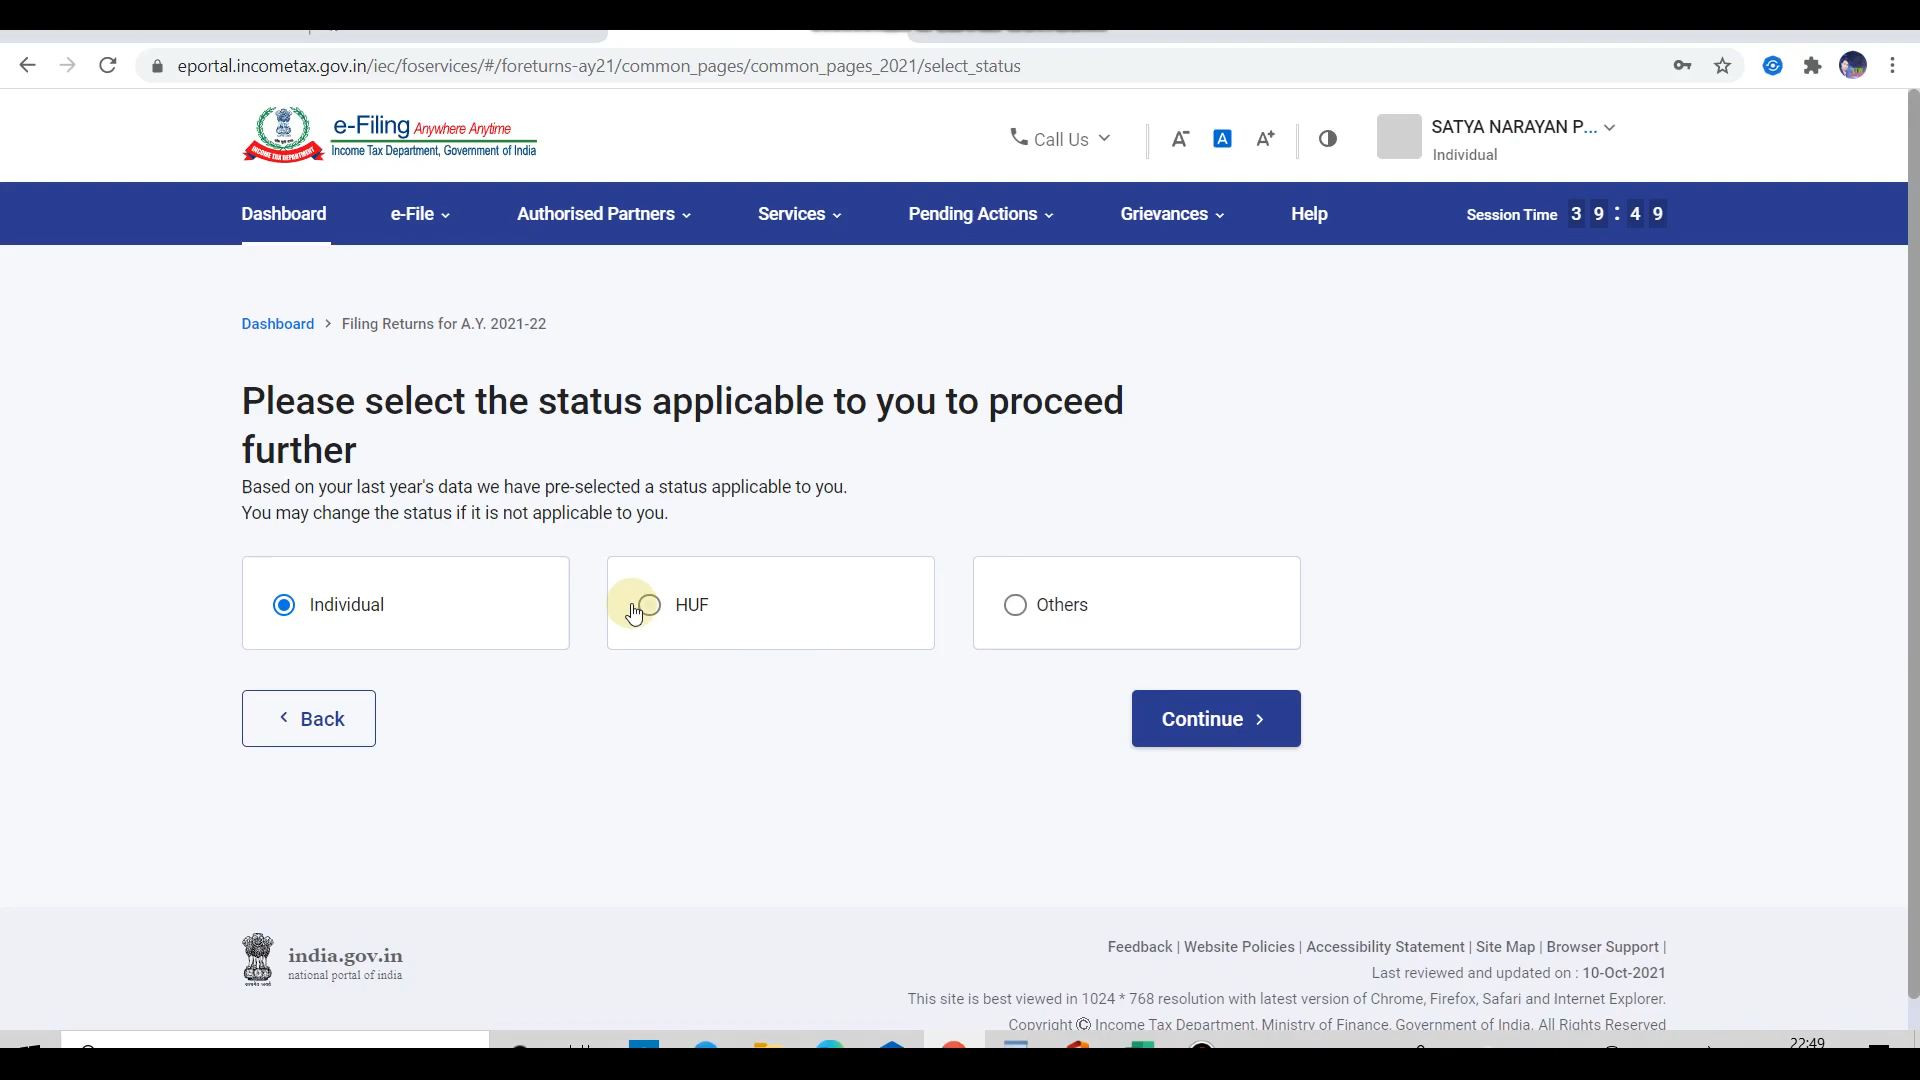 eportal.incometax.gov.in/iec/foservices/#/foreturns-ay21/common_pages/common_pages_2021/select_status
e-Filing Anywhere Anytime
Income Tax Department, Government of India
INCOME TAX DEPARTMENT
Call Us
A-
A
A+
SATYA NARAYAN P...
Individual
Dashboard
e-File
Authorised Partners
Services
Pending Actions
Grievances
Help
Session Time 3 9 : 4 9
Dashboard > Filing Returns for A.Y. 2021-22
Please select the status applicable to you to proceed
further
Based on your last year's data we have pre-selected a status applicable to you.
You may change the status if it is not applicable to you.
Individual
HUF
Others
< Back
Continue >
india.gov.in
national portal of india
Feedback | Website Policies | Accessibility Statement | Site Map | Browser Support |
Last reviewed and updated on : 10-Oct-2021
This site is best viewed in 1024 * 768 resolution with latest version of Chrome, Firefox, Safari and Internet Explorer.
Copyright © Income Tax Department, Ministry of Finance, Government of India. All Rights Reserved
22:49